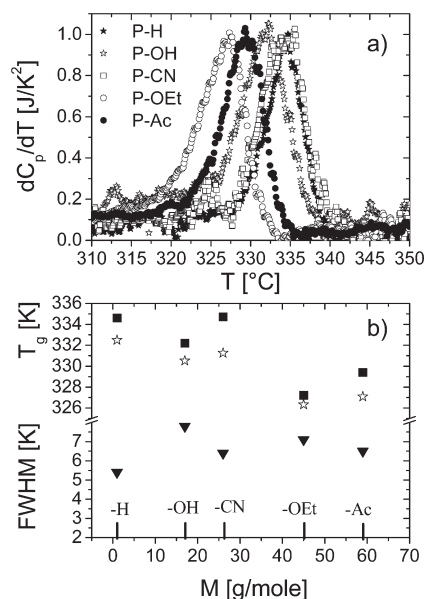 P-H
P-OH
P-CN
P-OEt
P-Ac
a)
dCp/dT [J/K²]
1.0
0.8
0.6
0.4
0.2
0.0
310 315 320 325 330 335 340 345 350
T [°C]
b)
Tg [K]
336
334
332
330
328
326
FWHM [K]
7
6
5
4
3
2
-H -OH -CN -OEt -Ac
0 10 20 30 40 50 60 70
M [g/mole]